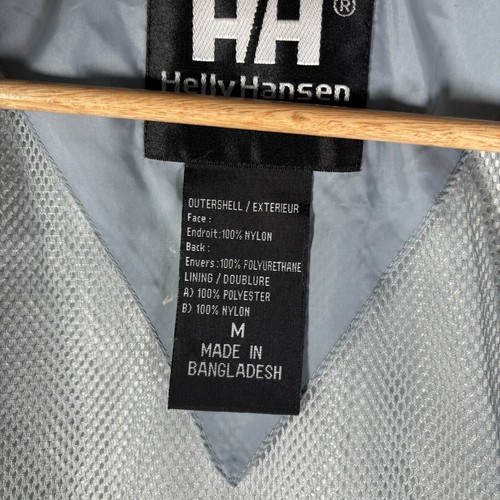 HH®
Helly Hansen
OUTERSHELL / EXTERIEUR
Face :
Endroit:100% NYLON
Back :
Envers:100% POLYURETHANE
LINING / DOUBLURE
A) 100% POLYESTER
B) 100% NYLON
M
MADE IN
BANGLADESH